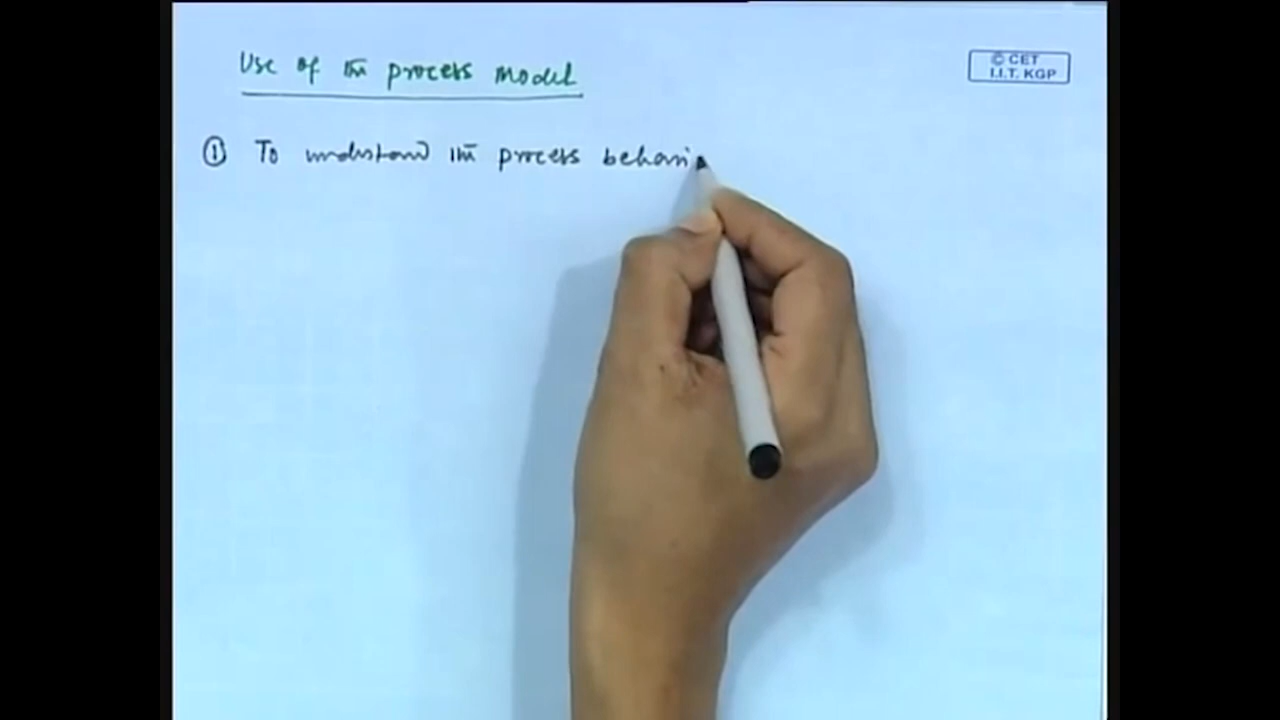 Use of the process model
© CET
I.I.T. KGP
① To understand the process behavi